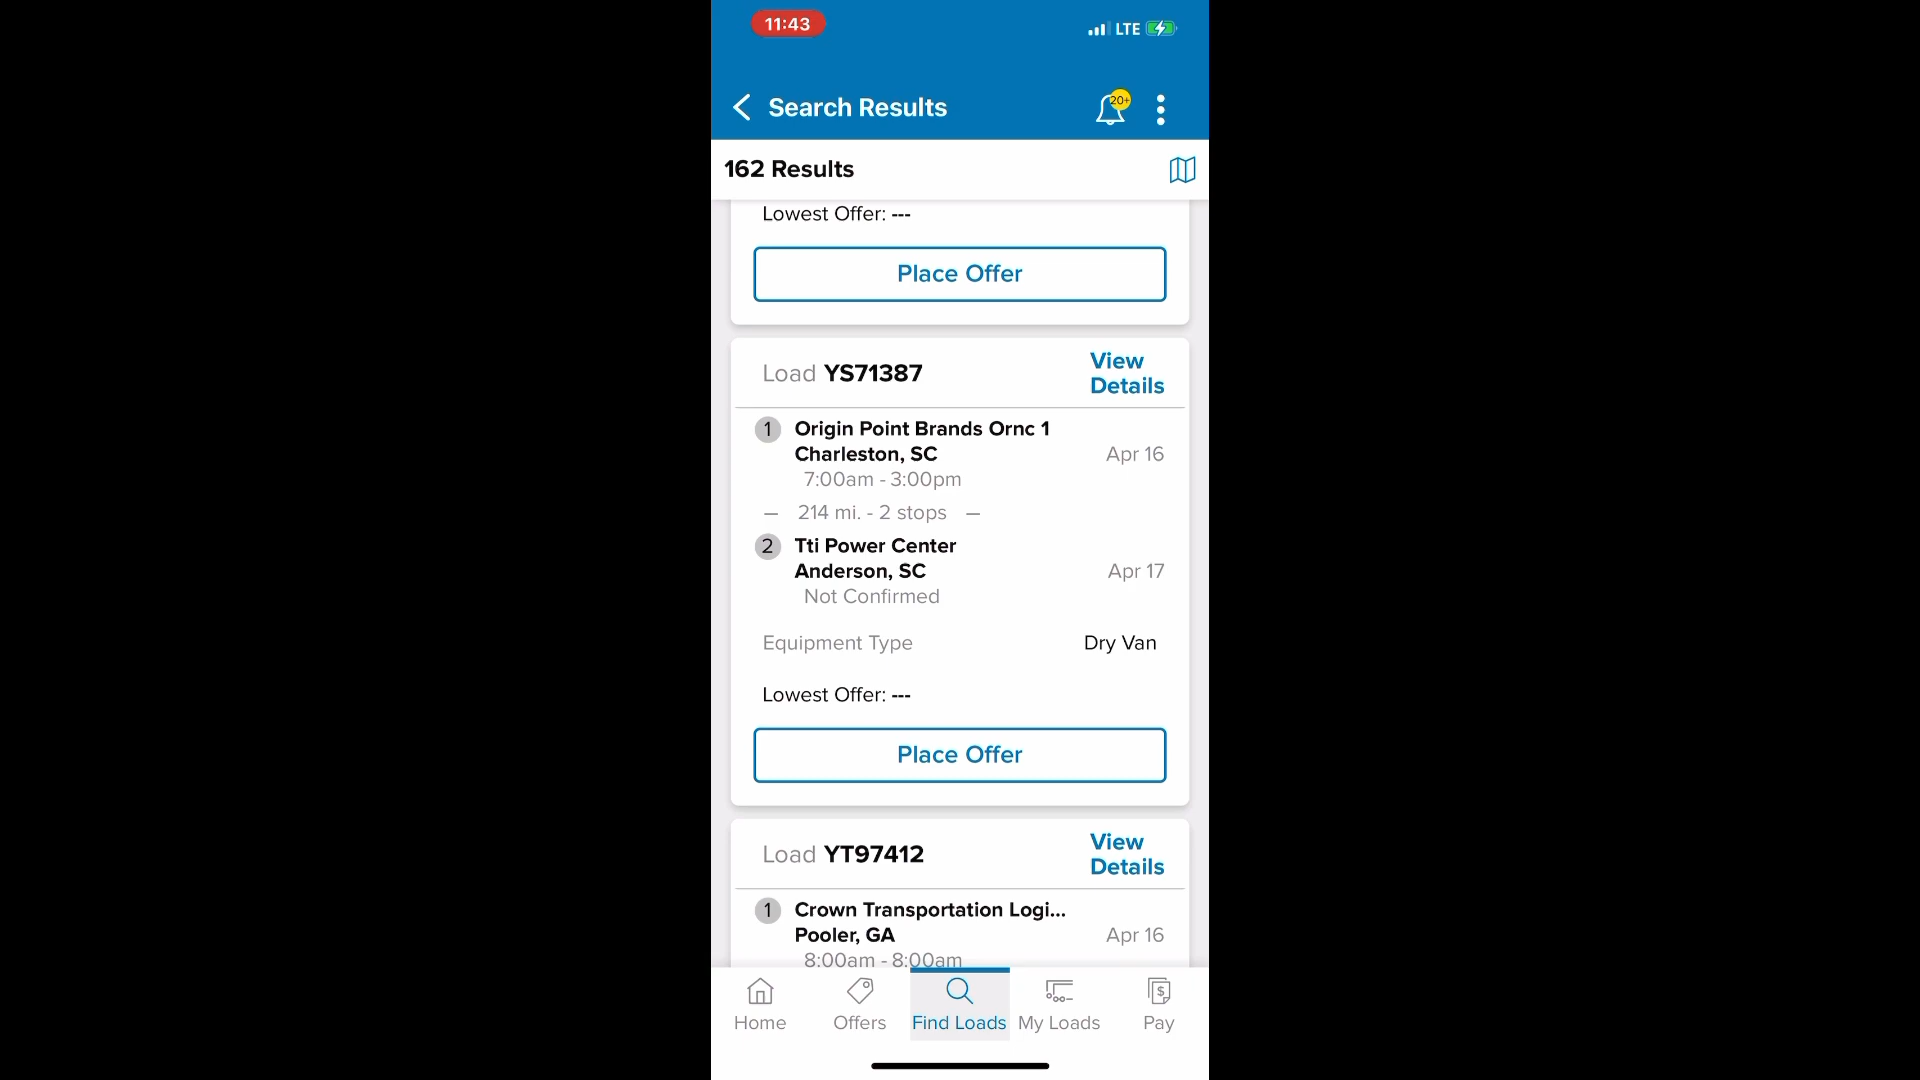 11:43
LTE
Search Results
20+
162 Results
Lowest Offer: ---
Place Offer
Load YS71387
View
Details
1
Origin Point Brands Ornc 1
Charleston, SC
Apr 16
7:00am - 3:00pm
— 214 mi. - 2 stops —
2
Tti Power Center
Anderson, SC
Apr 17
Not Confirmed
Equipment Type
Dry Van
Lowest Offer: ---
Place Offer
Load YT97412
View
Details
1
Crown Transportation Logi...
Pooler, GA
Apr 16
8:00am - 8:00am
Home
Offers
Find Loads
My Loads
Pay